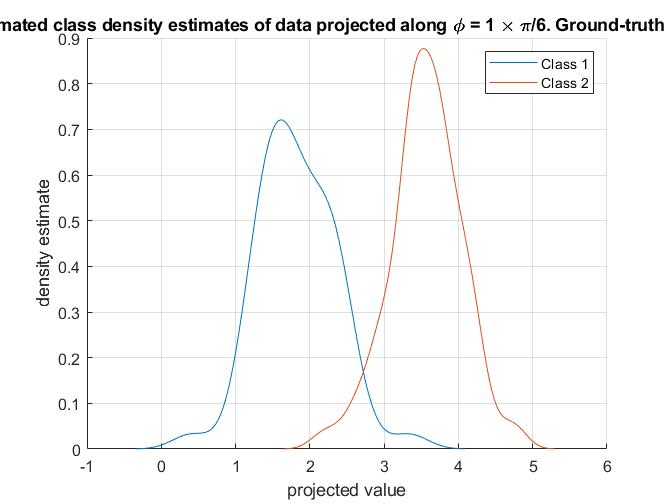 mated class density estimates of data projected along ϕ = 1 × π/6. Ground-truth
0.9
0.8
0.7
0.6
0.5
0.4
0.3
0.2
0.1
0
density estimate
Class 1
Class 2
-1 0 1 2 3 4 5 6
projected value